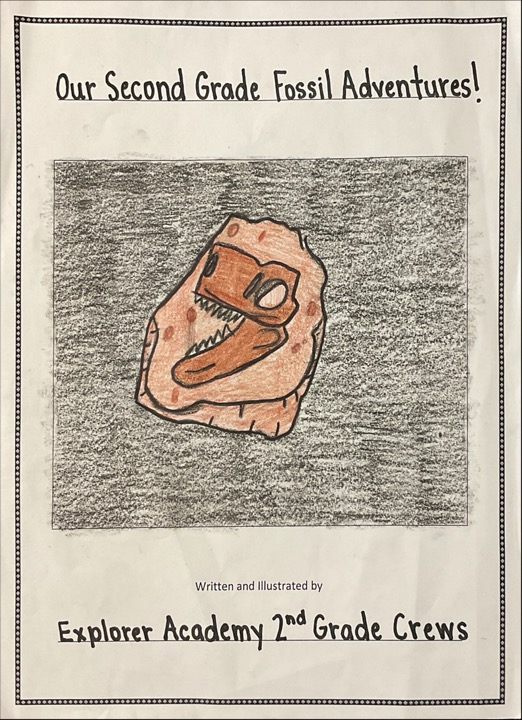 Our Second Grade Fossil Adventures!
Written and Illustrated by
Explorer Academy 2nd Grade Crews